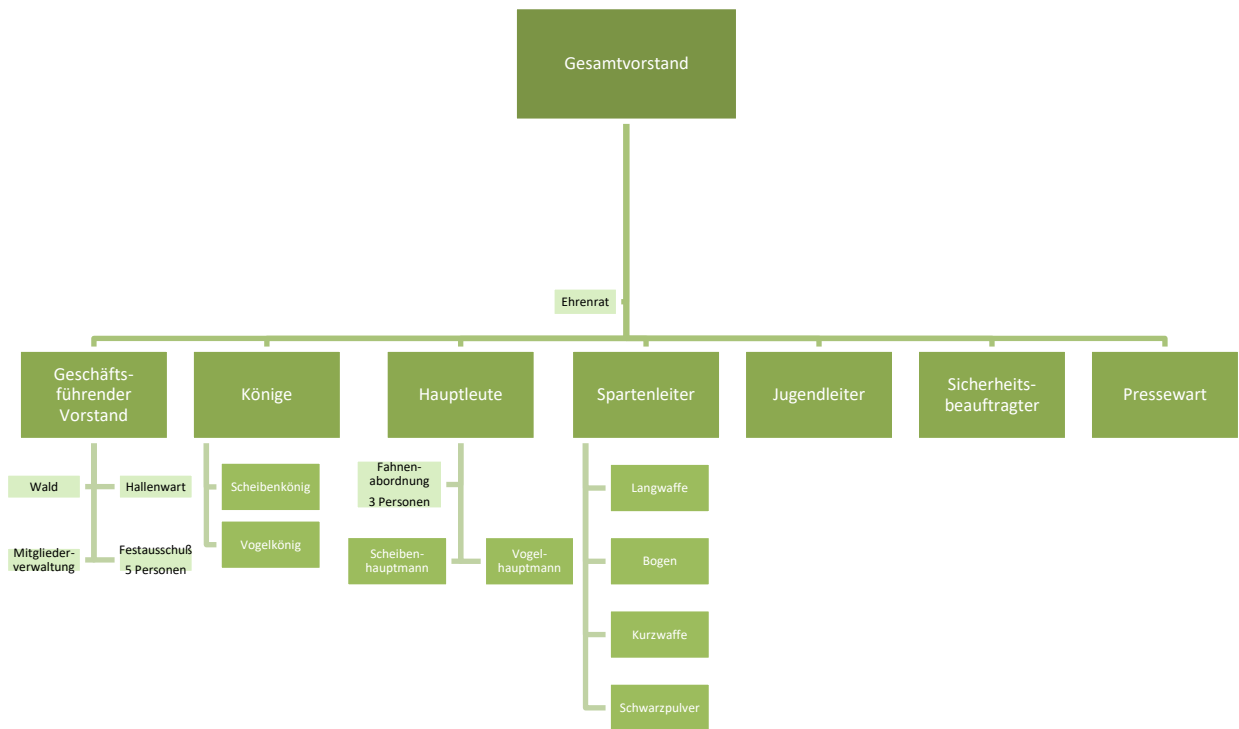 Gesamtvorstand
Ehrenrat
Geschäfts-
führender
Vorstand
Könige
Hauptleute
Spartenleiter
Jugendleiter
Sicherheits-
beauftragter
Pressewart
Wald
Hallenwart
Mitglieder-
verwaltung
Festausschuß
5 Personen
Scheibenkönig
Vogelkönig
Fahnen-
abordnung
3 Personen
Scheiben-
hauptmann
Vogel-
hauptmann
Langwaffe
Bogen
Kurzwaffe
Schwarzpulver